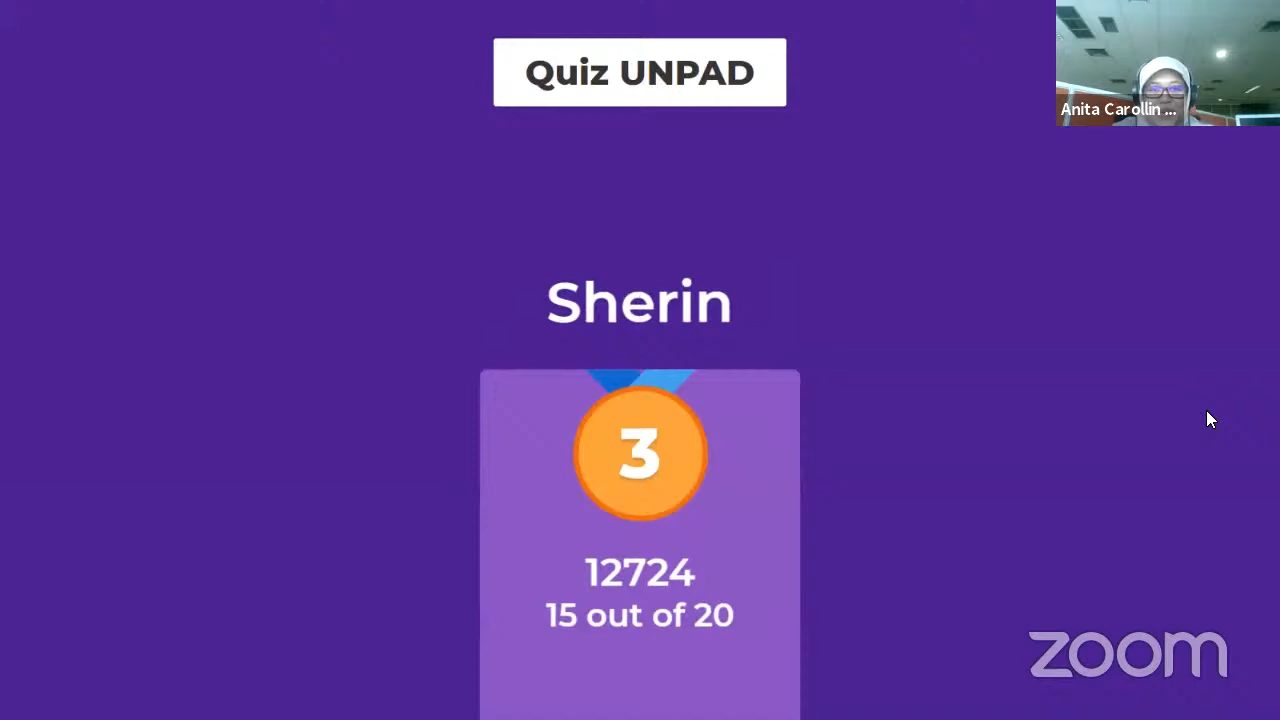 Quiz UNPAD
Anita Carollin ...
Sherin
3
12724
15 out of 20
zoom